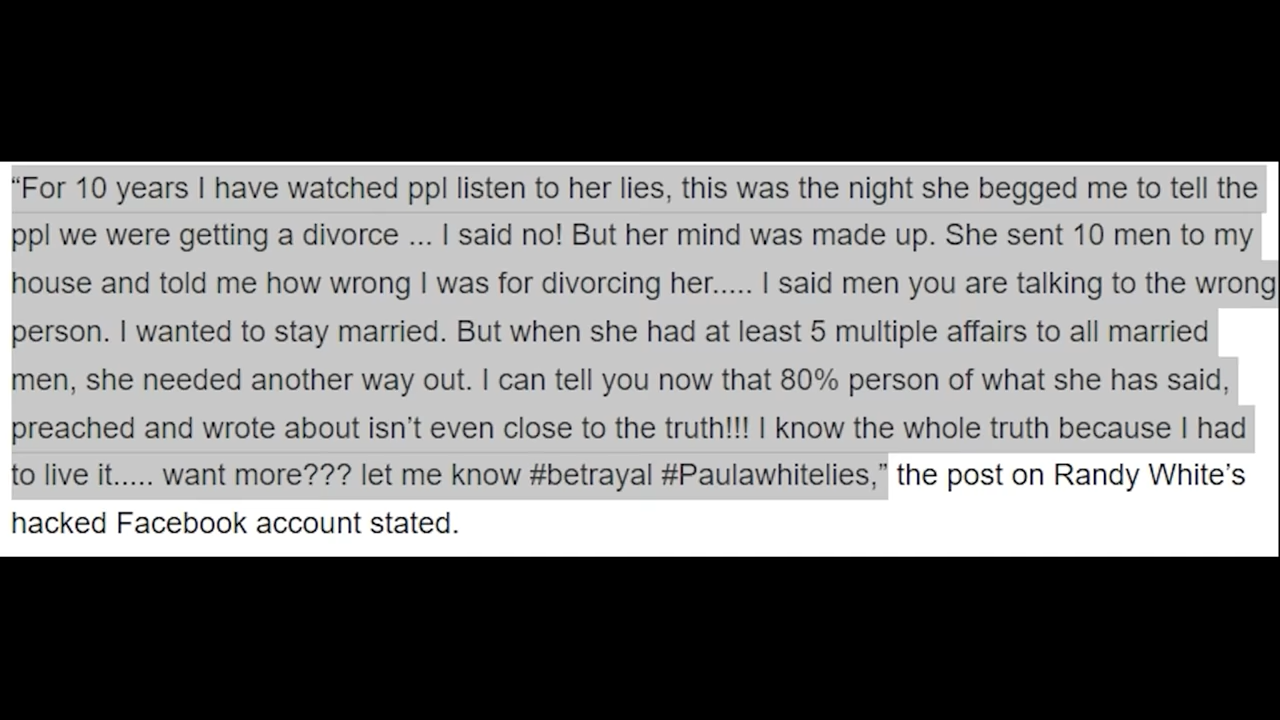 “For 10 years I have watched ppl listen to her lies, this was the night she begged me to tell the
ppl we were getting a divorce ... I said no! But her mind was made up. She sent 10 men to my
house and told me how wrong I was for divorcing her..... I said men you are talking to the wrong
person. I wanted to stay married. But when she had at least 5 multiple affairs to all married
men, she needed another way out. I can tell you now that 80% person of what she has said,
preached and wrote about isn’t even close to the truth!!! I know the whole truth because I had
to live it..... want more??? let me know #betrayal #Paulawhitelies,” the post on Randy White’s
hacked Facebook account stated.